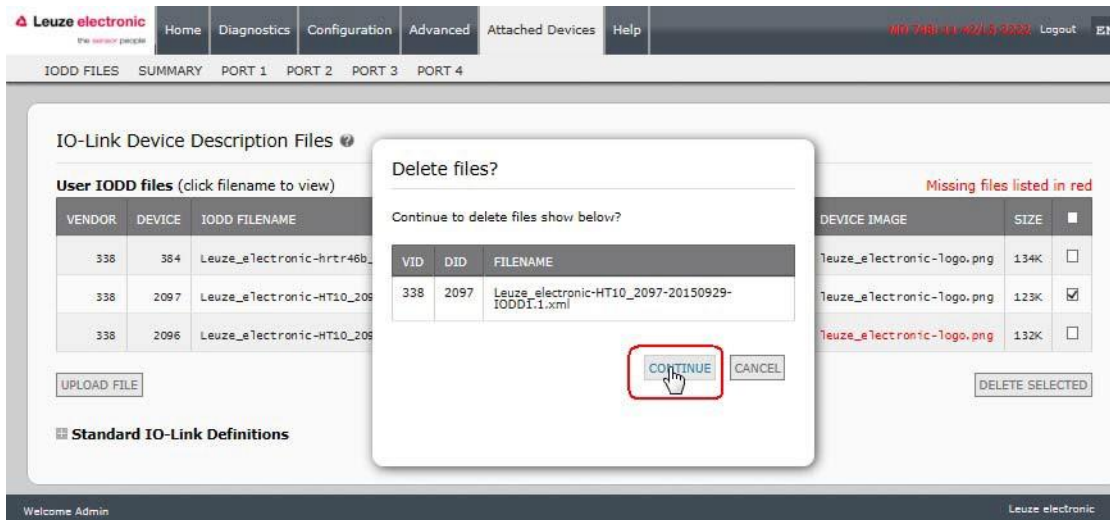 Leuze electronic
the sensor people
Home Diagnostics Configuration Advanced Attached Devices Help
Logout EN
IODD FILES SUMMARY PORT 1 PORT 2 PORT 3 PORT 4
IO-Link Device Description Files
User IODD files (click filename to view)
Missing files listed in red
VENDOR DEVICE IODD FILENAME DEVICE IMAGE SIZE
338 384 Leuze_electronic-hrtr46b_ leuze_electronic-logo.png 134K
338 2097 Leuze_electronic-HT10_209 leuze_electronic-logo.png 123K
338 2096 Leuze_electronic-HT10_209 leuze_electronic-logo.png 132K
UPLOAD FILE
DELETE SELECTED
Standard IO-Link Definitions
Delete files?
Continue to delete files show below?
VID DID FILENAME
338 2097 Leuze_electronic-HT10_2097-20150929-
IODD1.1.xml
CONTINUE CANCEL
Welcome Admin
Leuze electronic